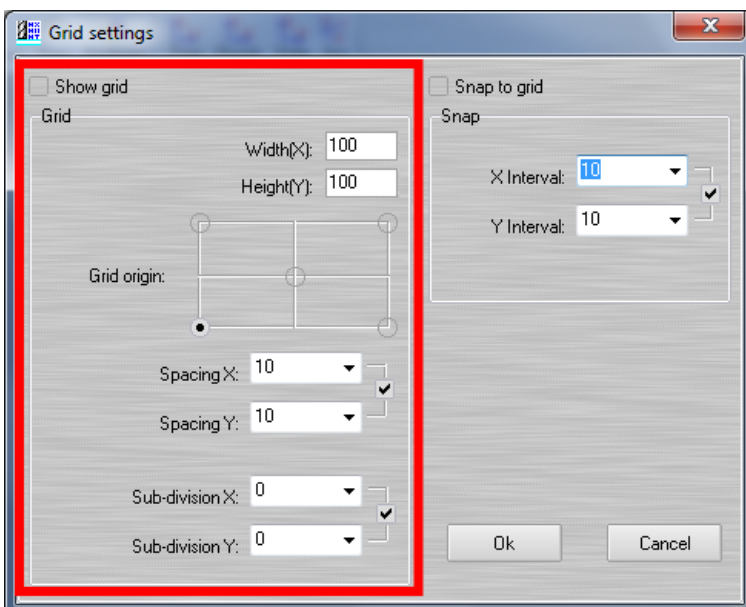 Grid settings
Show grid
Grid
Width(X): 100
Height(Y): 100
Grid origin:
Spacing X: 10
Spacing Y: 10
Sub-division X: 0
Sub-division Y: 0
Snap to grid
Snap
X Interval: 10
Y Interval: 10
Ok
Cancel